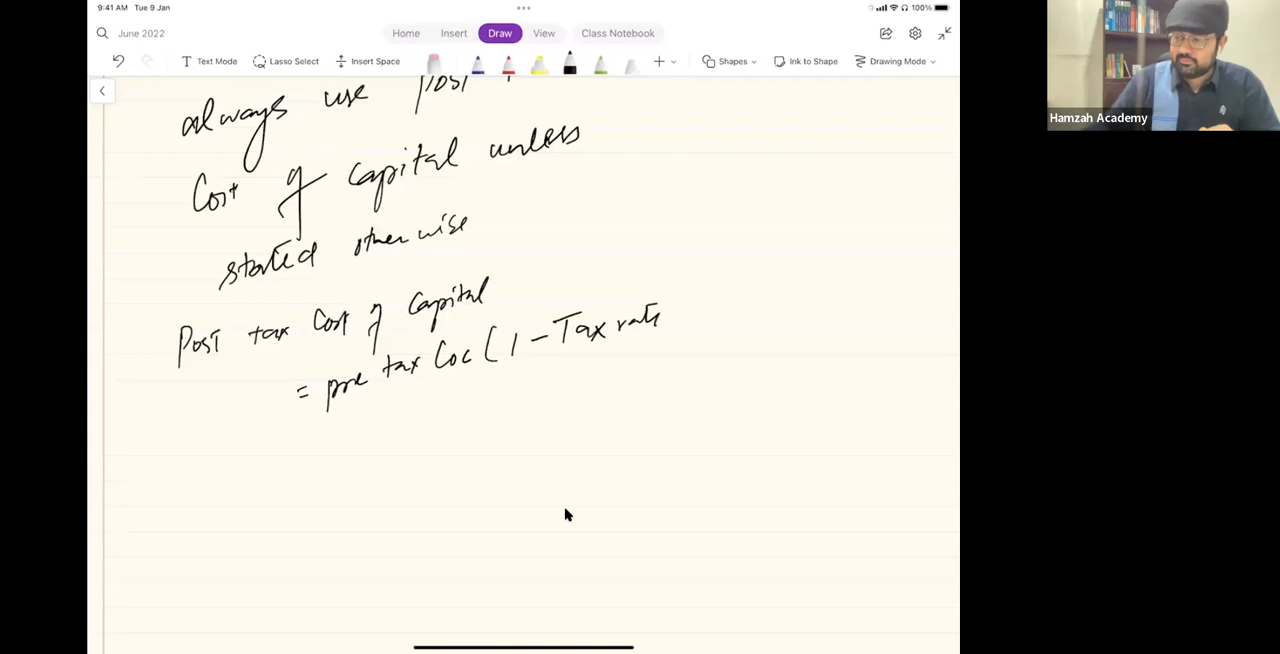 9:41 AM Tue 9 Jan
100%
June 2022
Home Insert Draw View Class Notebook
Text Mode Lasso Select Insert Space Shapes Ink to Shape Drawing Mode
always use post
Cost of capital unless
stated otherwise
Post tax Cost of Capital
= pre tax Coc ( 1 - Tax rate
Hamzah Academy